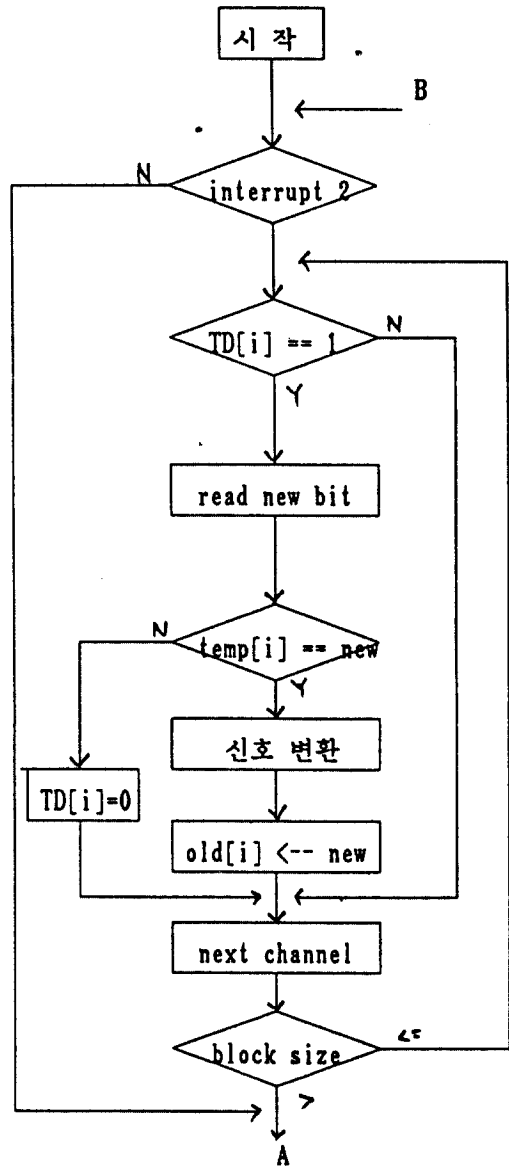 시 작
B
N
interrupt 2
TD[i] == 1
N
Y
read new bit
N
temp[i] == new
Y
신호 변환
TD[i]=0
old[i] <-- new
next channel
block size
<=
>
A